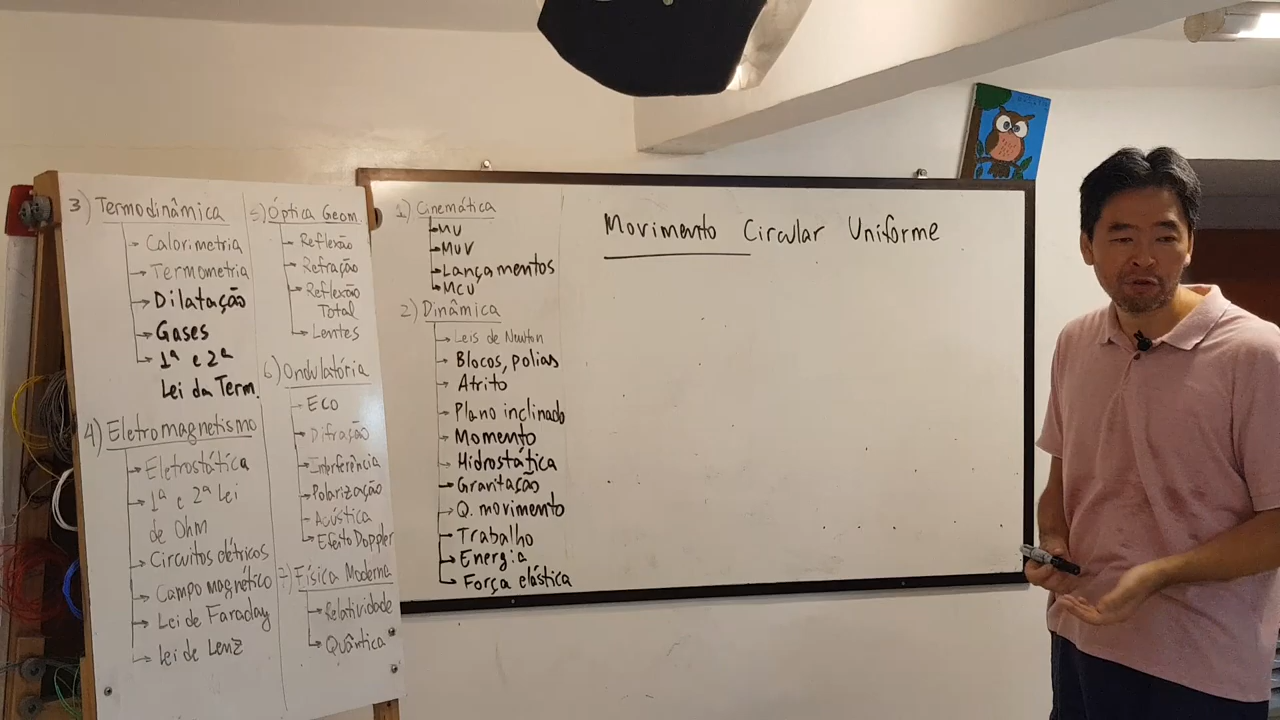 3) Termodinâmica
Calorimetria
Termometria
Dilatação
Gases
1ª e 2ª
Lei da Term.
4) Eletromagnetismo
Eletrostática
1ª e 2ª Lei
de Ohm
Circuitos elétricos
Campo magnético
Lei de Faraday
Lei de Lenz
5) Óptica Geom.
Reflexão
Refração
Reflexão
Total
Lentes
6) Ondulatória
Eco
Difração
Interferência
Polarização
Acústica
Efeito Doppler
7) Física Moderna
Relatividade
Quântica
1) Cinemática
MU
MUV
Lançamentos
MCU
2) Dinâmica
Leis de Newton
Blocos, polias
Atrito
Plano inclinado
Momento
Hidrostática
Gravitação
Q. movimento
Trabalho
Energia
Força elástica
Movimento Circular Uniforme